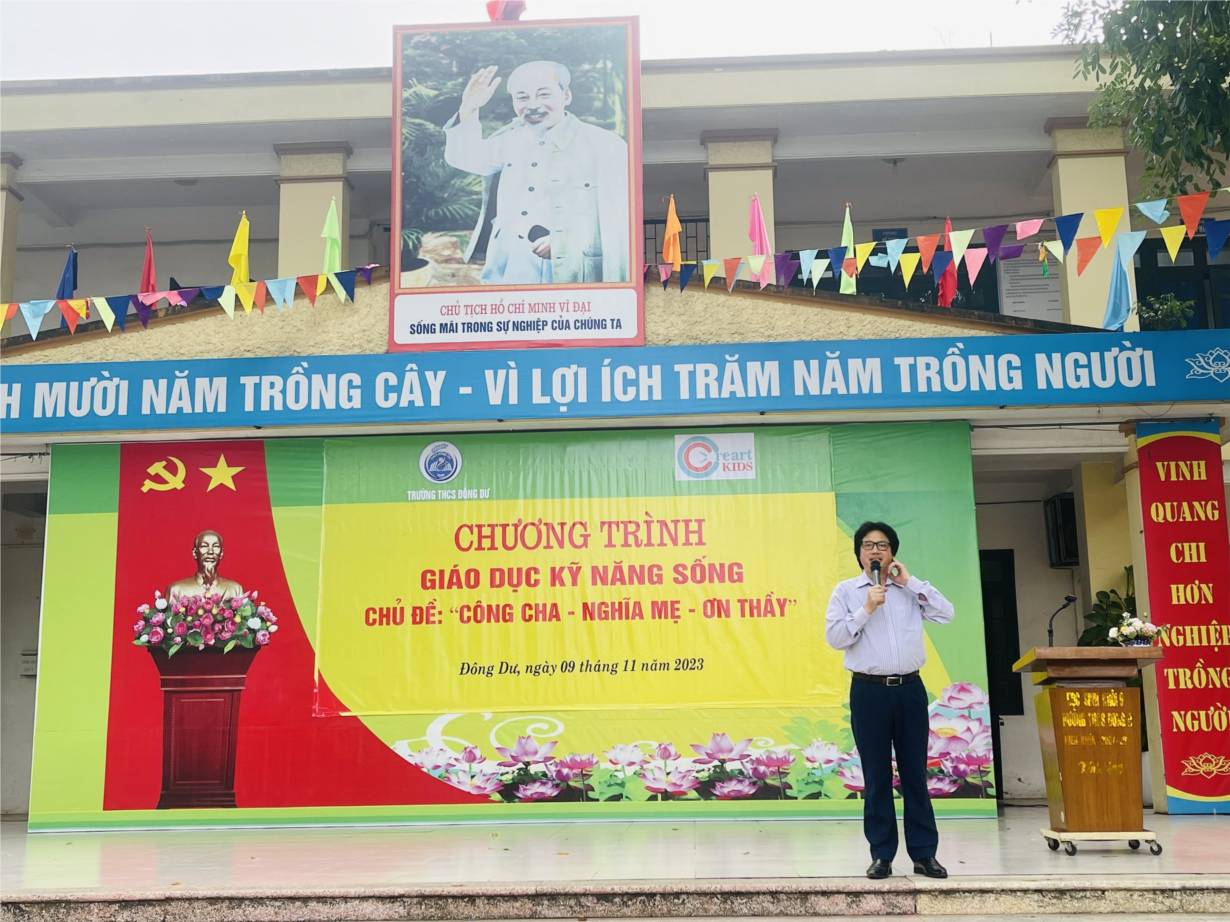 CHỦ TỊCH HỒ CHÍ MINH VĨ ĐẠI
SỐNG MÃI TRONG SỰ NGHIỆP CỦA CHÚNG TA
H MƯỜI NĂM TRỒNG CÂY - VÌ LỢI ÍCH TRĂM NĂM TRỒNG NGƯỜI
TRƯỜNG THCS ĐÔNG DƯ
Creart
KIDS
CHƯƠNG TRÌNH
GIÁO DỤC KỸ NĂNG SỐNG
CHỦ ĐỀ: “CÔNG CHA - NGHĨA MẸ - ƠN THẦY”
Đông Dư, ngày 09 tháng 11 năm 2023
VINH
QUANG
CHI
HƠN
NGHIỆP
TRỒNG
NGƯỜI